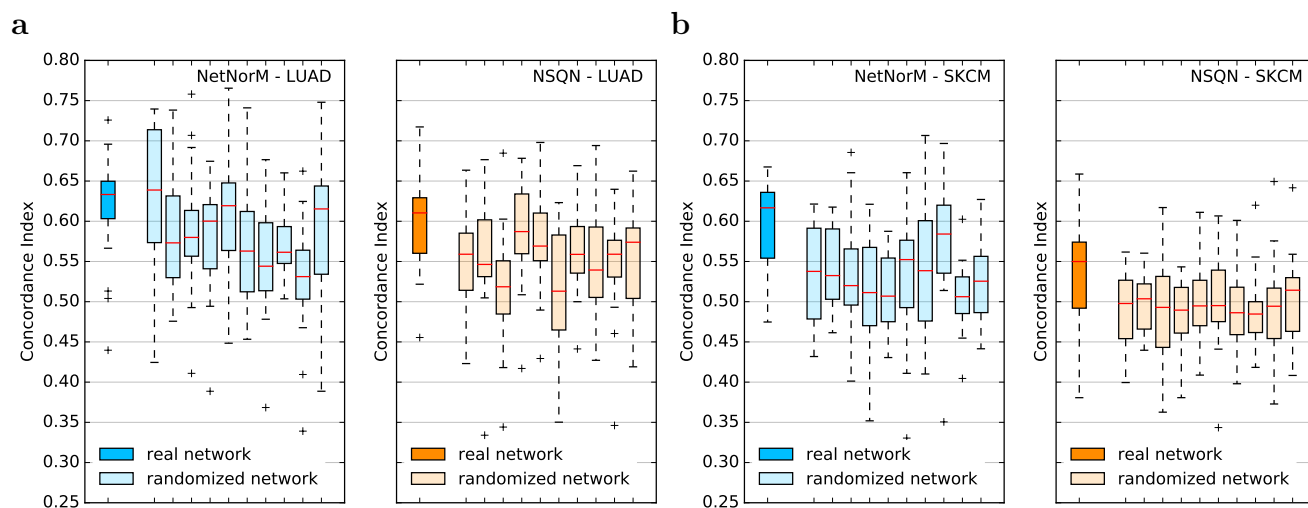 a
b
NetNorM - LUAD
NSQN - LUAD
NetNorM - SKCM
NSQN - SKCM
0.80
0.75
0.70
0.65
0.60
0.55
0.50
0.45
0.40
0.35
0.30
0.25
Concordance Index
real network
randomized network
Concordance Index
real network
randomized network
0.80
0.75
0.70
0.65
0.60
0.55
0.50
0.45
0.40
0.35
0.30
0.25
Concordance Index
real network
randomized network
Concordance Index
real network
randomized network